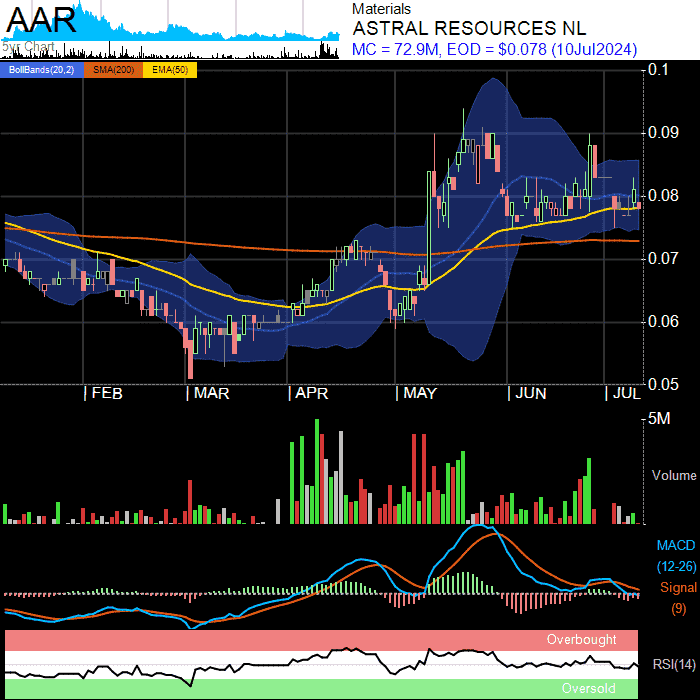 AAR
Materials
ASTRAL RESOURCES NL
5yr Chart
MC = 72.9M, EOD = $0.078 (10Jul2024)
BollBands(20,2) SMA(200) EMA(50)
0.1
0.09
0.08
0.07
0.06
0.05
FEB MAR APR MAY JUN JUL
5M
Volume
MACD
(12-26)
Signal
(9)
Overbought
RSI(14)
Oversold